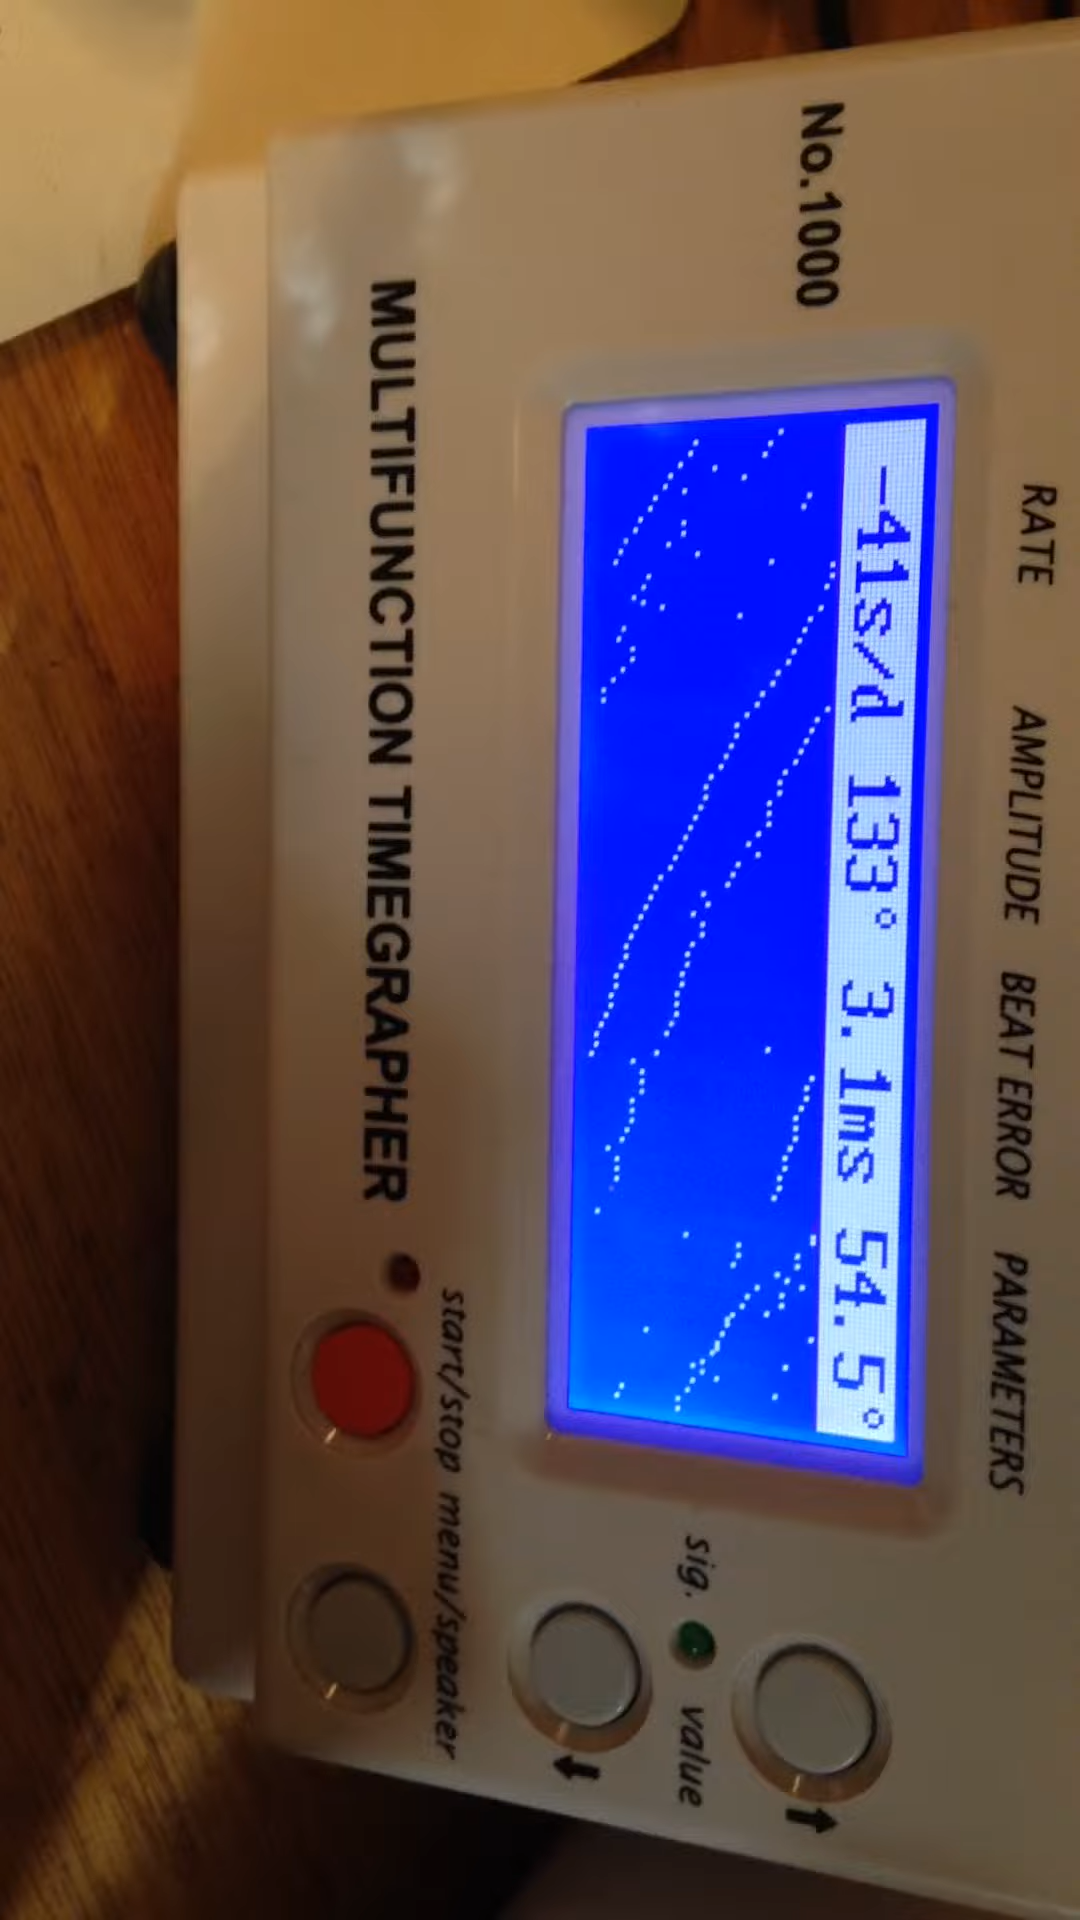 RATE AMPLITUDE BEAT ERROR PARAMETERS
No.1000
-41s/d 133° 3.1ms 54.5°
sig. value
MULTIFUNCTION TIMEGRAPHER
start/stop menu/speaker